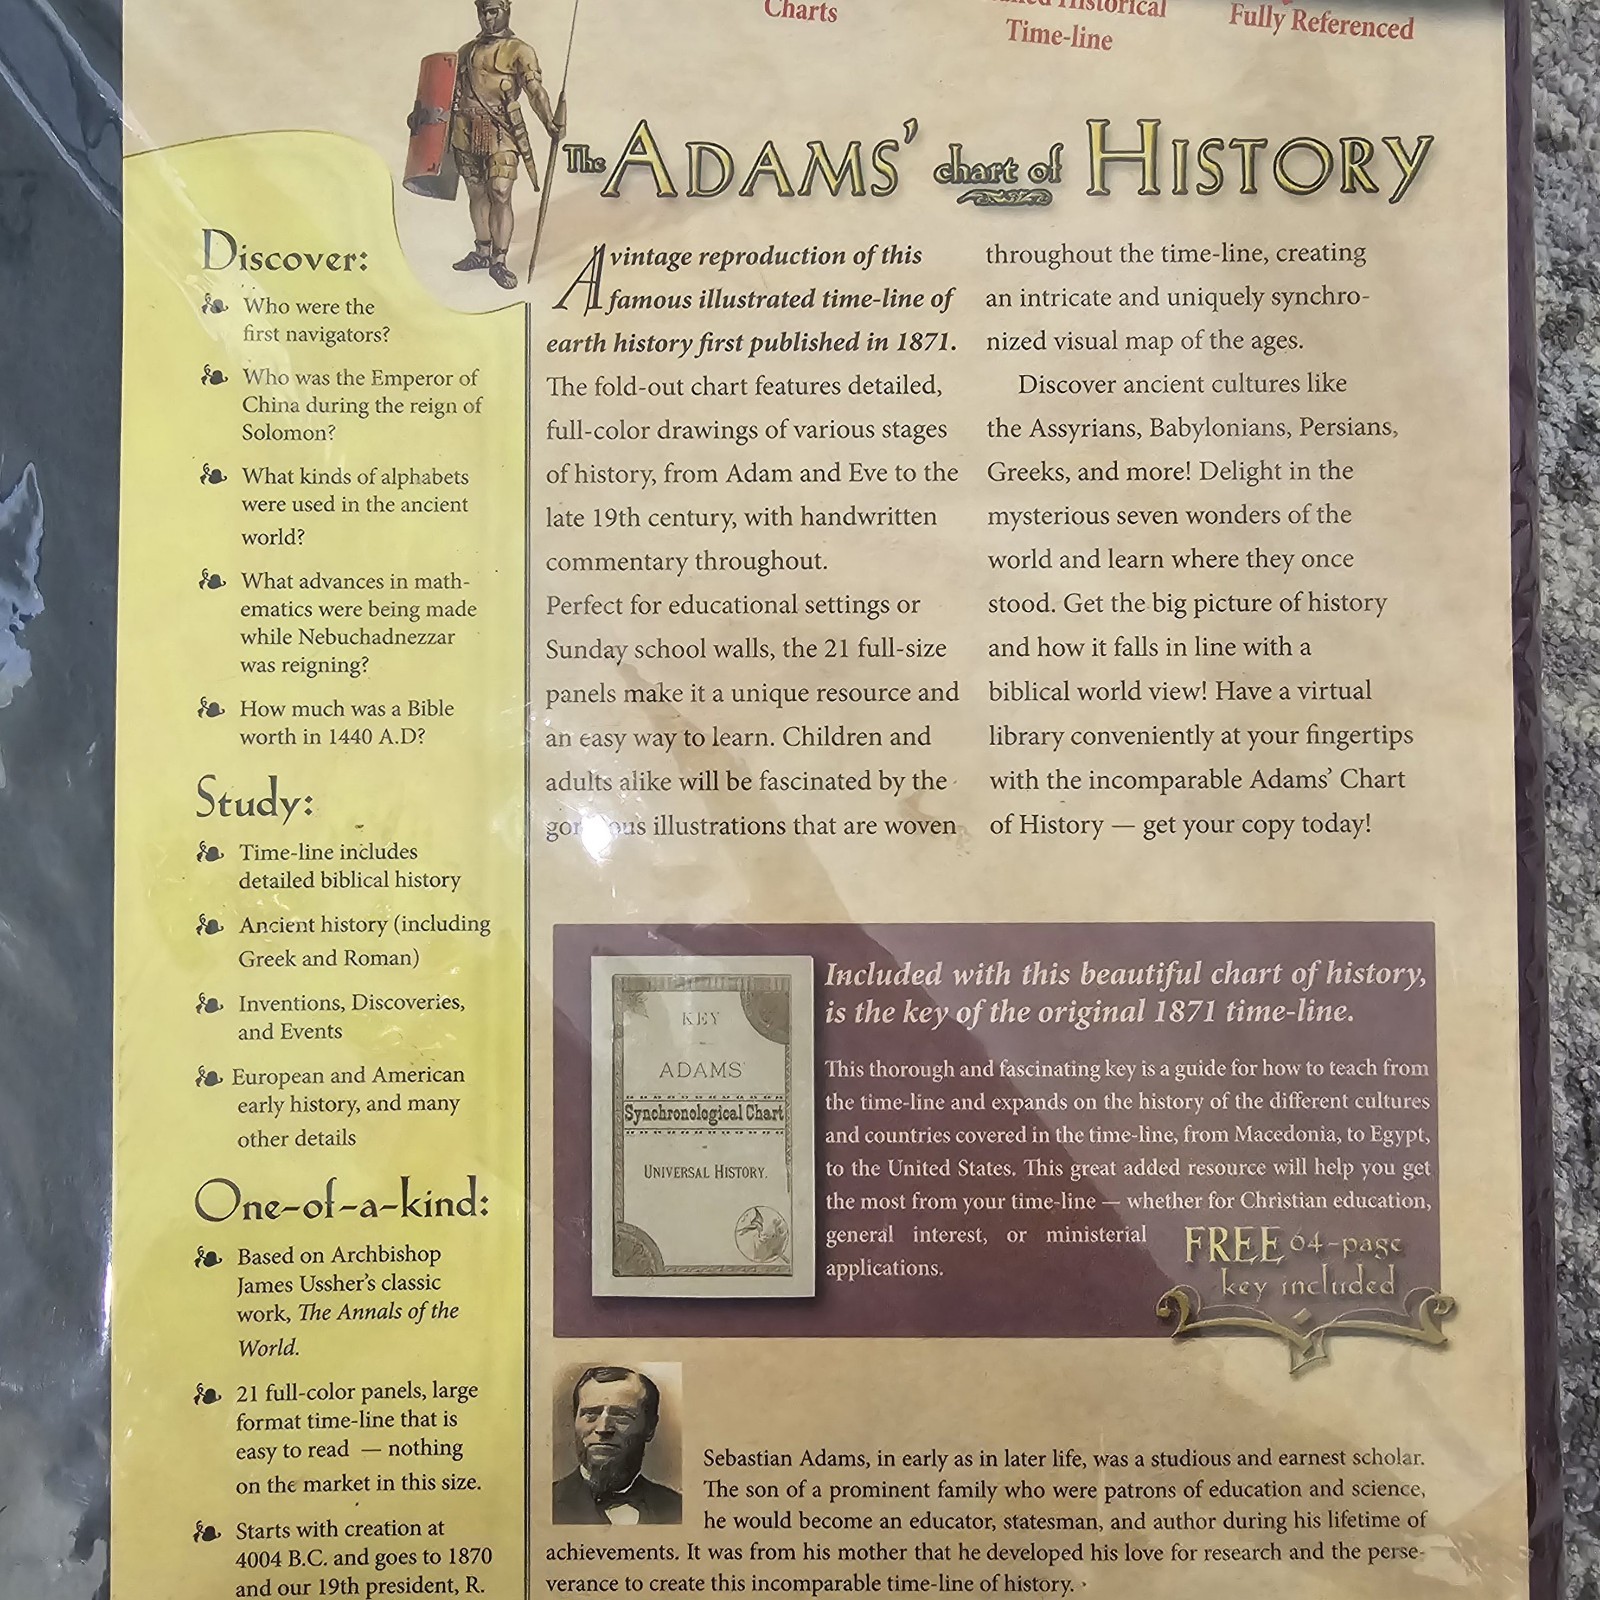 Charts
Historical
Time-line
Fully Referenced
The ADAMS' chart of HISTORY
Discover:
Who were the
first navigators?
Who was the Emperor of
China during the reign of
Solomon?
What kinds of alphabets
were used in the ancient
world?
What advances in math-
ematics were being made
while Nebuchadnezzar
was reigning?
How much was a Bible
worth in 1440 A.D?
Study:
Time-line includes
detailed biblical history
Ancient history (including
Greek and Roman)
Inventions, Discoveries,
and Events
European and American
early history, and many
other details
One-of-a-kind:
Based on Archbishop
James Ussher's classic
work, The Annals of the
World.
21 full-color panels, large
format time-line that is
easy to read — nothing
on the market in this size.
Starts with creation at
4004 B.C. and goes to 1870
and our 19th president, R.
A vintage reproduction of this
famous illustrated time-line of
earth history first published in 1871.
The fold-out chart features detailed,
full-color drawings of various stages
of history, from Adam and Eve to the
late 19th century, with handwritten
commentary throughout.
Perfect for educational settings or
Sunday school walls, the 21 full-size
panels make it a unique resource and
an easy way to learn. Children and
adults alike will be fascinated by the
illustrations that are woven
throughout the time-line, creating
an intricate and uniquely synchro-
nized visual map of the ages.
Discover ancient cultures like
the Assyrians, Babylonians, Persians,
Greeks, and more! Delight in the
mysterious seven wonders of the
world and learn where they once
stood. Get the big picture of history
and how it falls in line with a
biblical world view! Have a virtual
library conveniently at your fingertips
with the incomparable Adams' Chart
of History — get your copy today!
KEY
ADAMS'
Synchronological Chart
UNIVERSAL HISTORY.
Included with this beautiful chart of history,
is the key of the original 1871 time-line.
This thorough and fascinating key is a guide for how to teach from
the time-line and expands on the history of the different cultures
and countries covered in the time-line, from Macedonia, to Egypt,
to the United States. This great added resource will help you get
the most from your time-line — whether for Christian education,
general interest, or ministerial
applications.
FREE 64-page
key included
Sebastian Adams, in early as in later life, was a studious and earnest scholar.
The son of a prominent family who were patrons of education and science,
he would become an educator, statesman, and author during his lifetime of
achievements. It was from his mother that he developed his love for research and the perse-
verance to create this incomparable time-line of history.